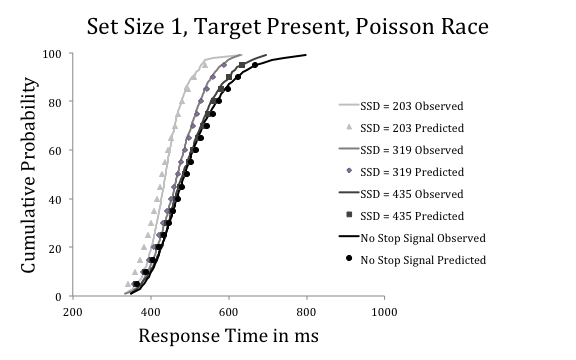 Set Size 1, Target Present, Poisson Race
100
80
60
40
20
0
Cumulative Probability
200
400
600
800
1000
Response Time in ms
SSD = 203 Observed
SSD = 203 Predicted
SSD = 319 Observed
SSD = 319 Predicted
SSD = 435 Observed
SSD = 435 Predicted
No Stop Signal Observed
No Stop Signal Predicted